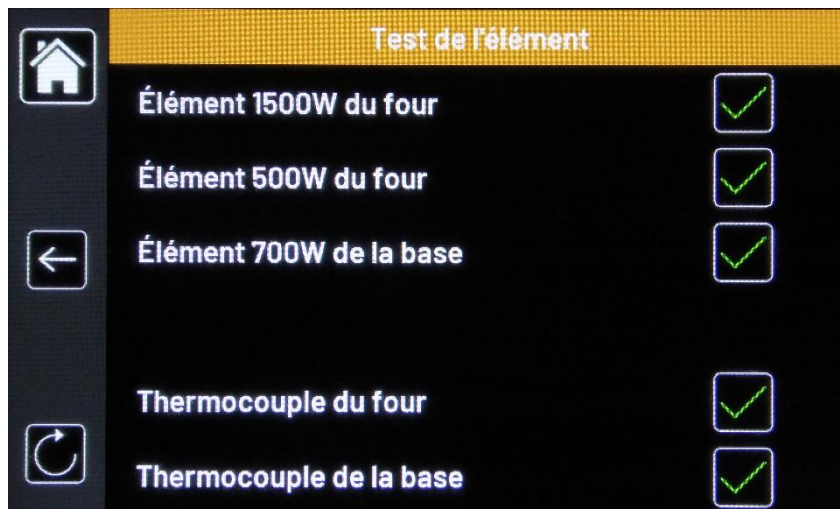 Test de l'élément
Élément 1500W du four
Élément 500W du four
Élément 700W de la base
Thermocouple du four
Thermocouple de la base